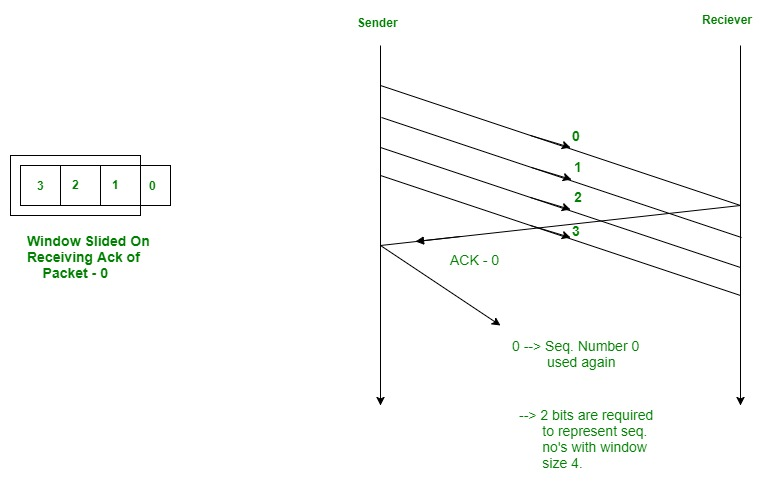 Sender
Reciever
0
1
2
3
3 2 1 0
Window Slided On
Receiving Ack of
Packet - 0
ACK - 0
0 --> Seq. Number 0
used again
--> 2 bits are required
to represent seq.
no's with window
size 4.